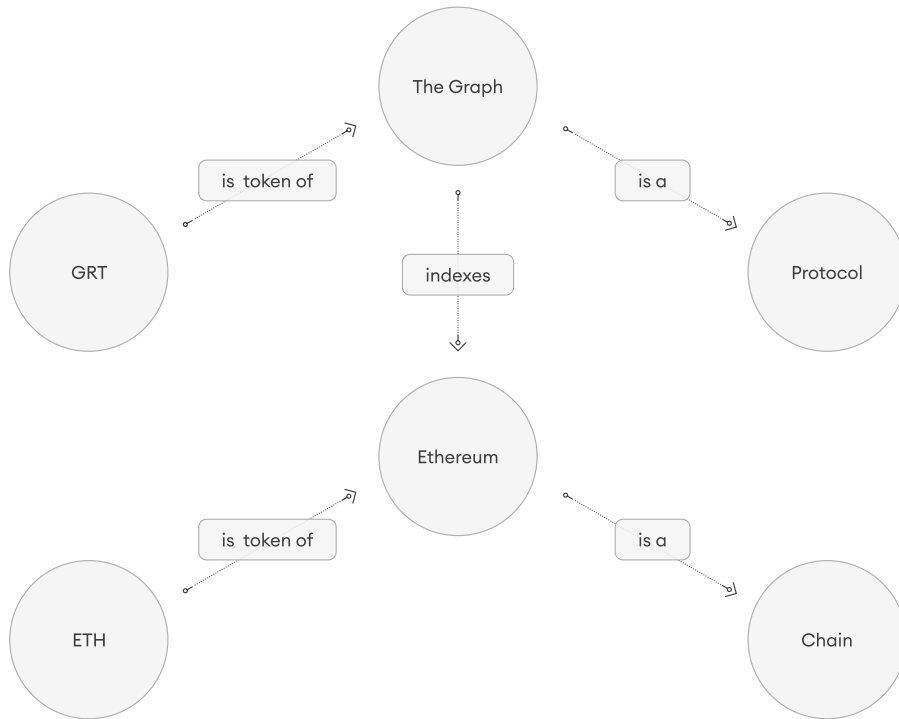 The Graph
is token of
is a
GRT
indexes
Protocol
Ethereum
is token of
is a
ETH
Chain